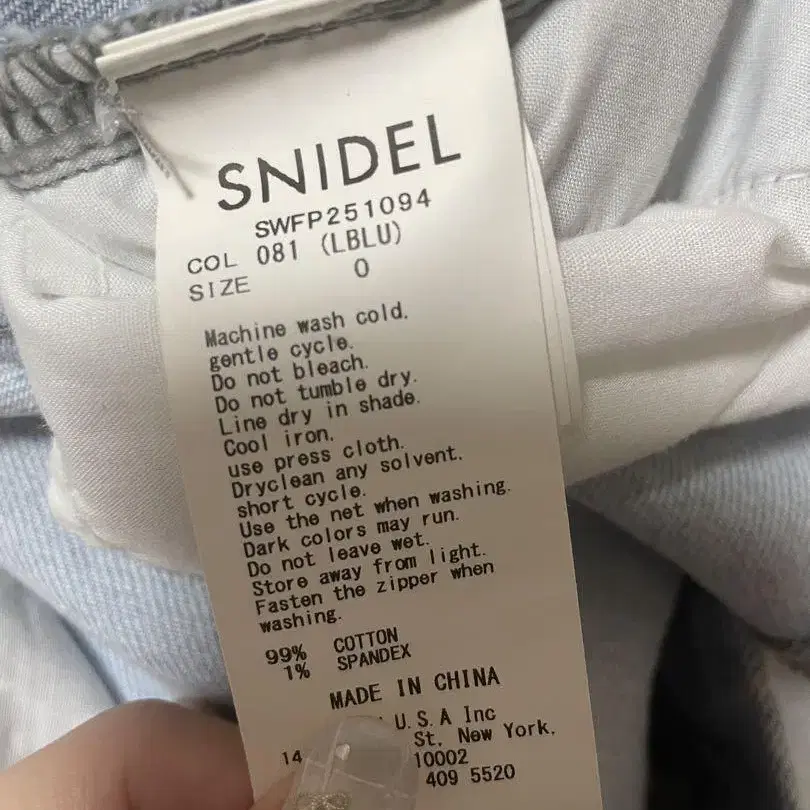 SNIDEL
SWFP251094
COL 081 (LBLU)
SIZE 0
Machine wash cold.
gentle cycle.
Do not bleach.
Do not tumble dry.
Line dry in shade.
Cool iron.
use press cloth.
Dryclean any solvent.
short cycle.
Use the net when washing.
Dark colors may run.
Do not leave wet.
Store away from light.
Fasten the zipper when
washing.
99% COTTON
1% SPANDEX
MADE IN CHINA
U.S.A Inc
14 St. New York,
10002
409 5520